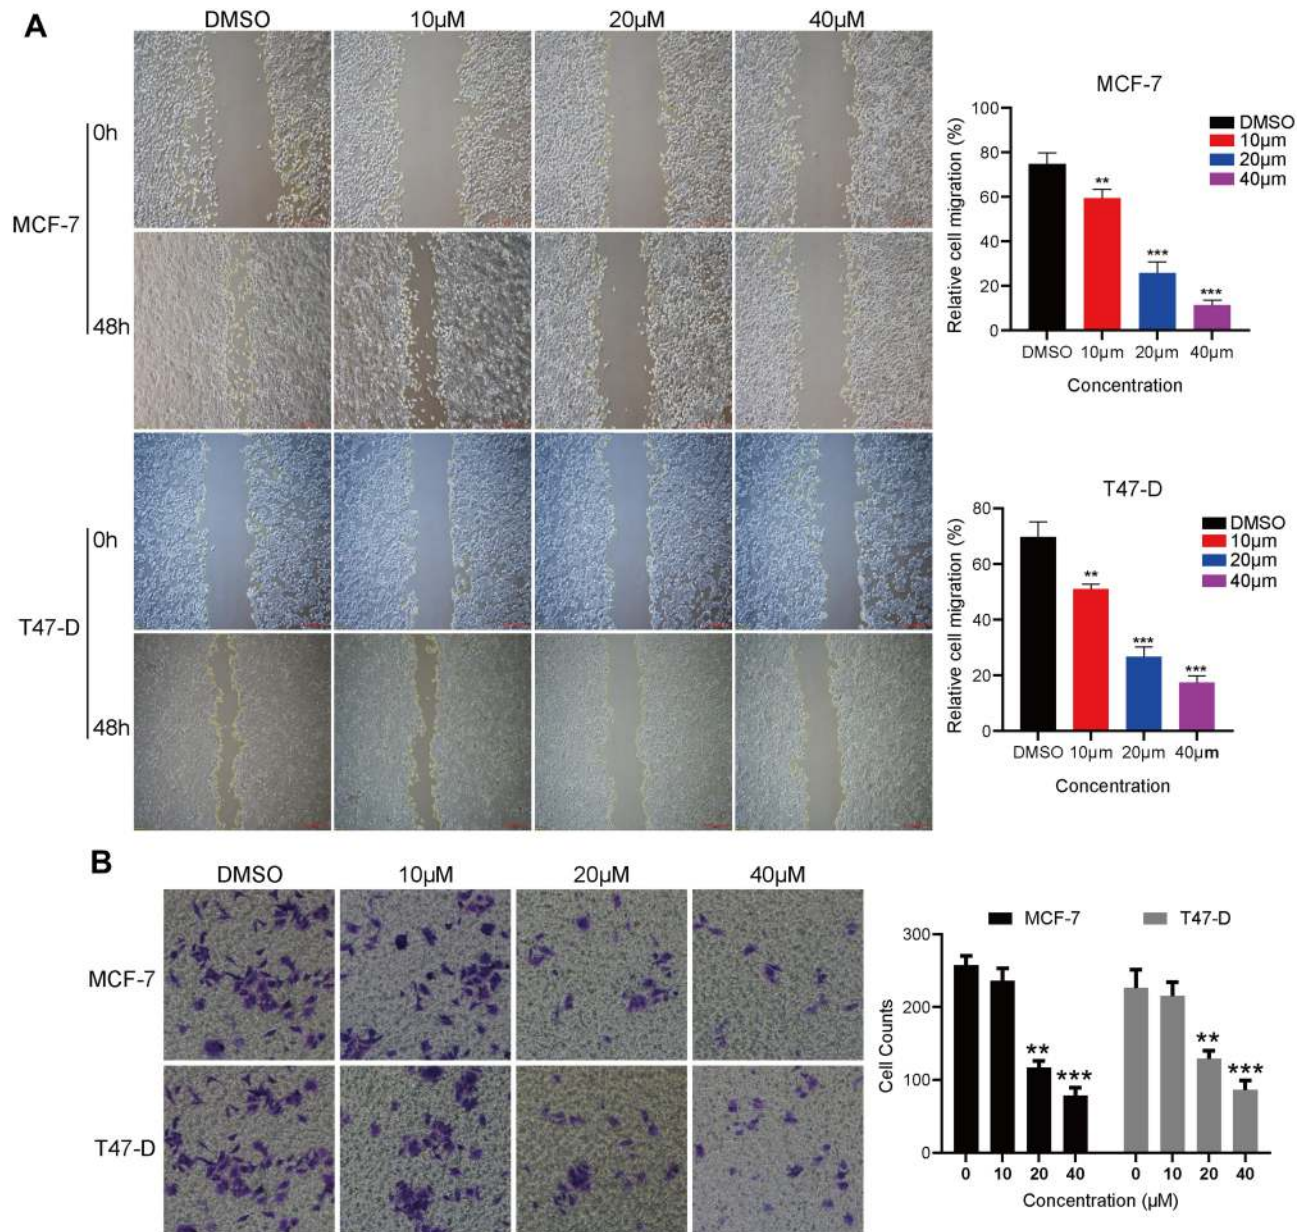 A
DMSO 10µM 20µM 40µM
MCF-7
0h
48h
T47-D
0h
48h
MCF-7
Relative cell migration (%)
100
80
60
40
20
0
**
***
***
DMSO
10µm
20µm
40µm
DMSO 10µm 20µm 40µm
Concentration
T47-D
Relative cell migration (%)
80
60
40
20
0
**
***
***
DMSO
10µm
20µm
40µm
DMSO 10µm 20µm 40µm
Concentration
B
DMSO 10µM 20µM 40µM
MCF-7
T47-D
MCF-7 T47-D
Cell Counts
300
200
100
0
** *** ** ***
0 10 20 40 0 10 20 40
Concentration (µM)